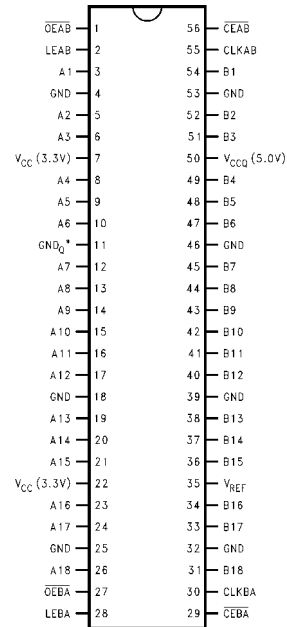 O̅E̅A̅B̅ 1 56 C̅E̅A̅B̅
LEAB 2 55 CLKAB
A1 3 54 B1
GND 4 53 GND
A2 5 52 B2
A3 6 51 B3
VCC (3.3V) 7 50 VCCQ (5.0V)
A4 8 49 B4
A5 9 48 B5
A6 10 47 B6
GNDQ* 11 46 GND
A7 12 45 B7
A8 13 44 B8
A9 14 43 B9
A10 15 42 B10
A11 16 41 B11
A12 17 40 B12
GND 18 39 GND
A13 19 38 B13
A14 20 37 B14
A15 21 36 B15
VCC (3.3V) 22 35 VREF
A16 23 34 B16
A17 24 33 B17
GND 25 32 GND
A18 26 31 B18
O̅E̅B̅A̅ 27 30 CLKBA
LEBA 28 29 C̅E̅B̅A̅